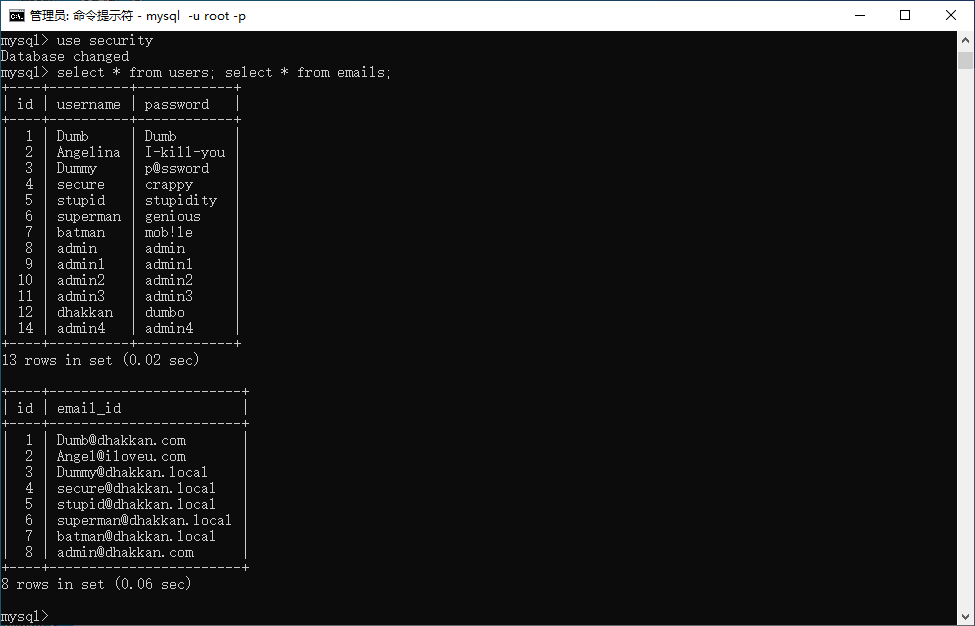 管理员: 命令提示符 - mysql -u root -p
mysql> use security
Database changed
mysql> select * from users; select * from emails;
+----+----------+------------+
| id | username | password   |
+----+----------+------------+
|  1 | Dumb     | Dumb       |
|  2 | Angelina | I-kill-you |
|  3 | Dummy    | p@ssword   |
|  4 | secure   | crappy     |
|  5 | stupid   | stupidity  |
|  6 | superman | genious    |
|  7 | batman   | mob!le     |
|  8 | admin    | admin      |
|  9 | admin1   | admin1     |
| 10 | admin2   | admin2     |
| 11 | admin3   | admin3     |
| 12 | dhakkan  | dumbo      |
| 14 | admin4   | admin4     |
+----+----------+------------+
13 rows in set (0.02 sec)
+----+------------------------+
| id | email_id               |
+----+------------------------+
|  1 | Dumb@dhakkan.com       |
|  2 | Angel@iloveu.com       |
|  3 | Dummy@dhakkan.local    |
|  4 | secure@dhakkan.local   |
|  5 | stupid@dhakkan.local   |
|  6 | superman@dhakkan.local |
|  7 | batman@dhakkan.local   |
|  8 | admin@dhakkan.com      |
+----+------------------------+
8 rows in set (0.06 sec)
mysql>